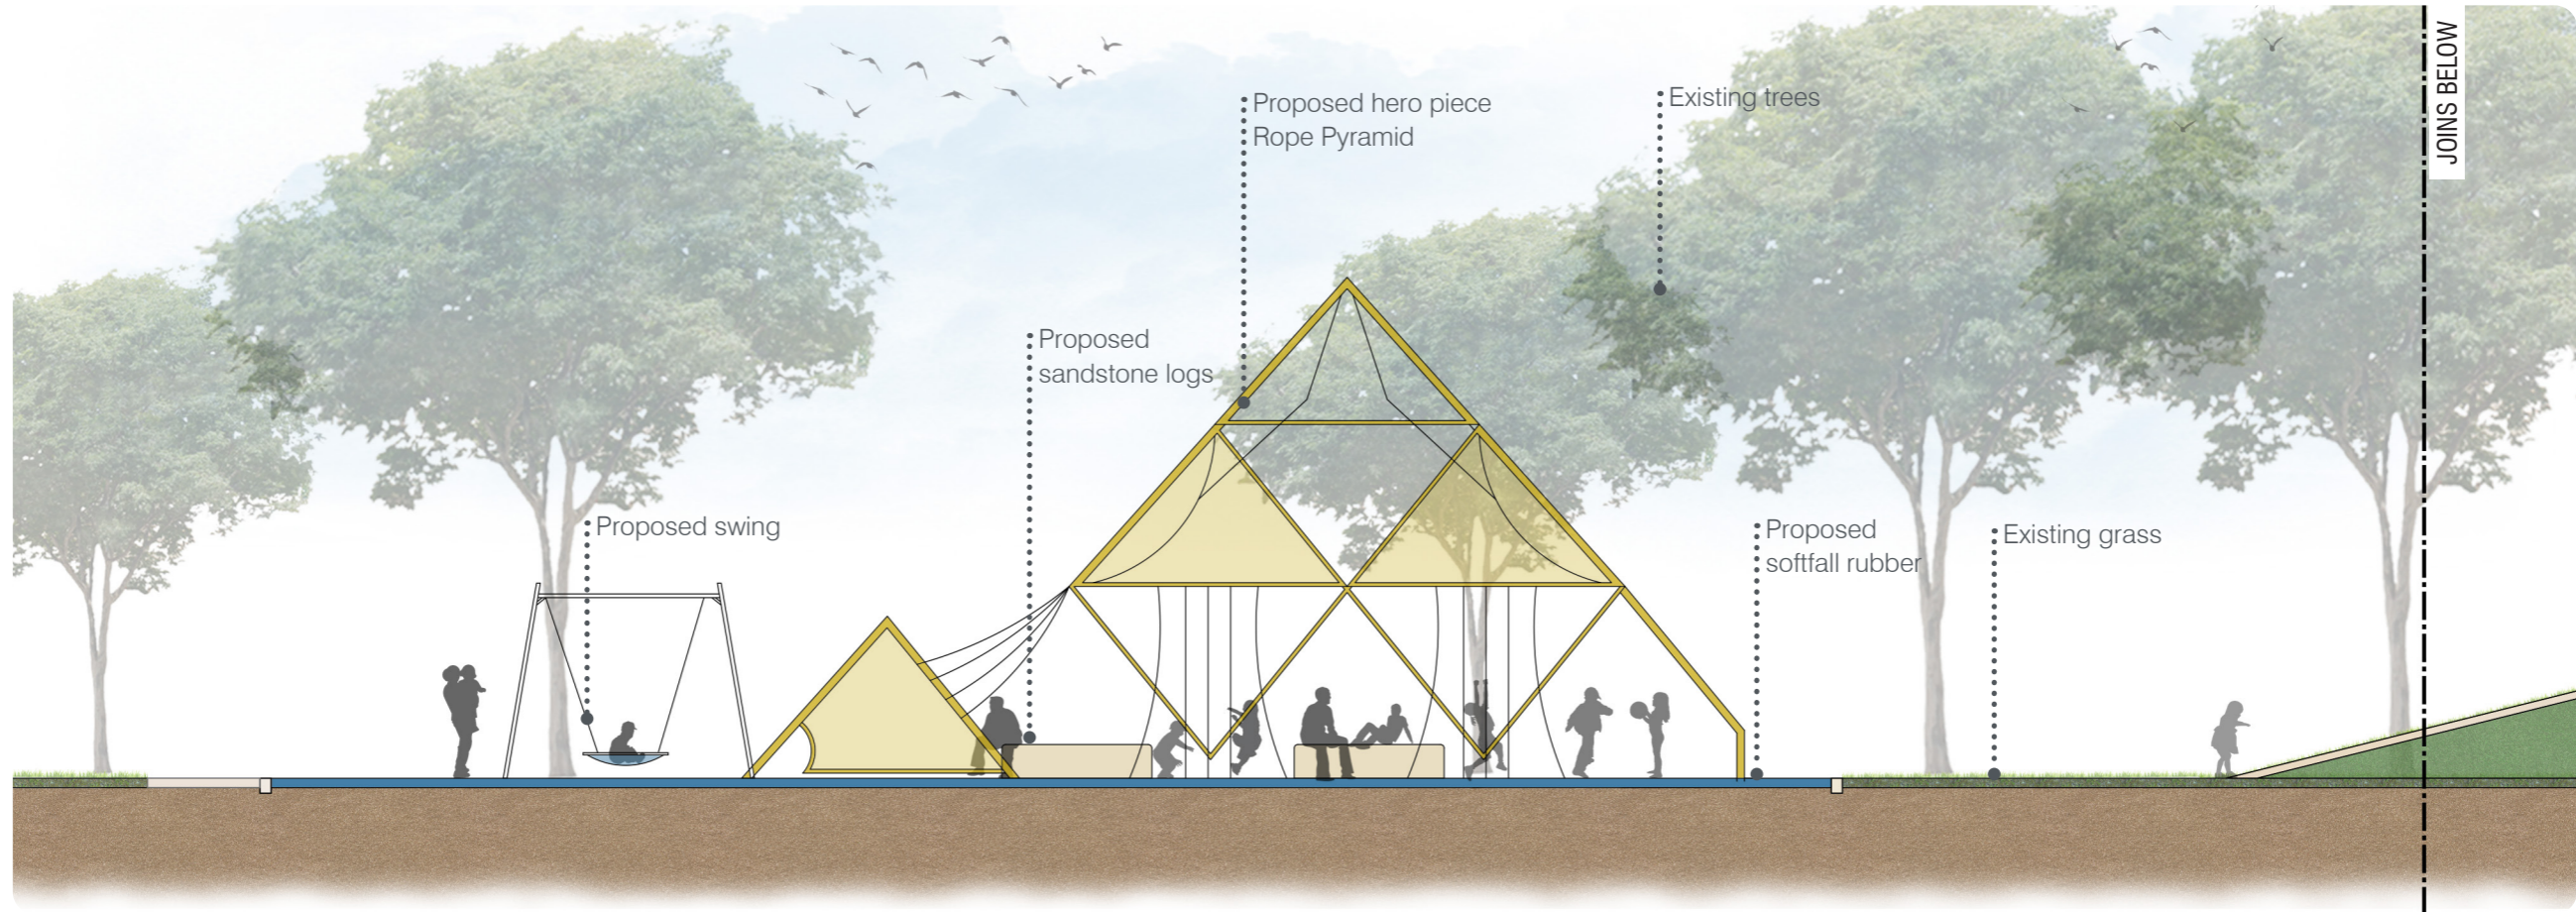 Proposed hero piece
Rope Pyramid
Existing trees
JOINS BELOW
Proposed
sandstone logs
Proposed swing
Proposed
softfall rubber
Existing grass